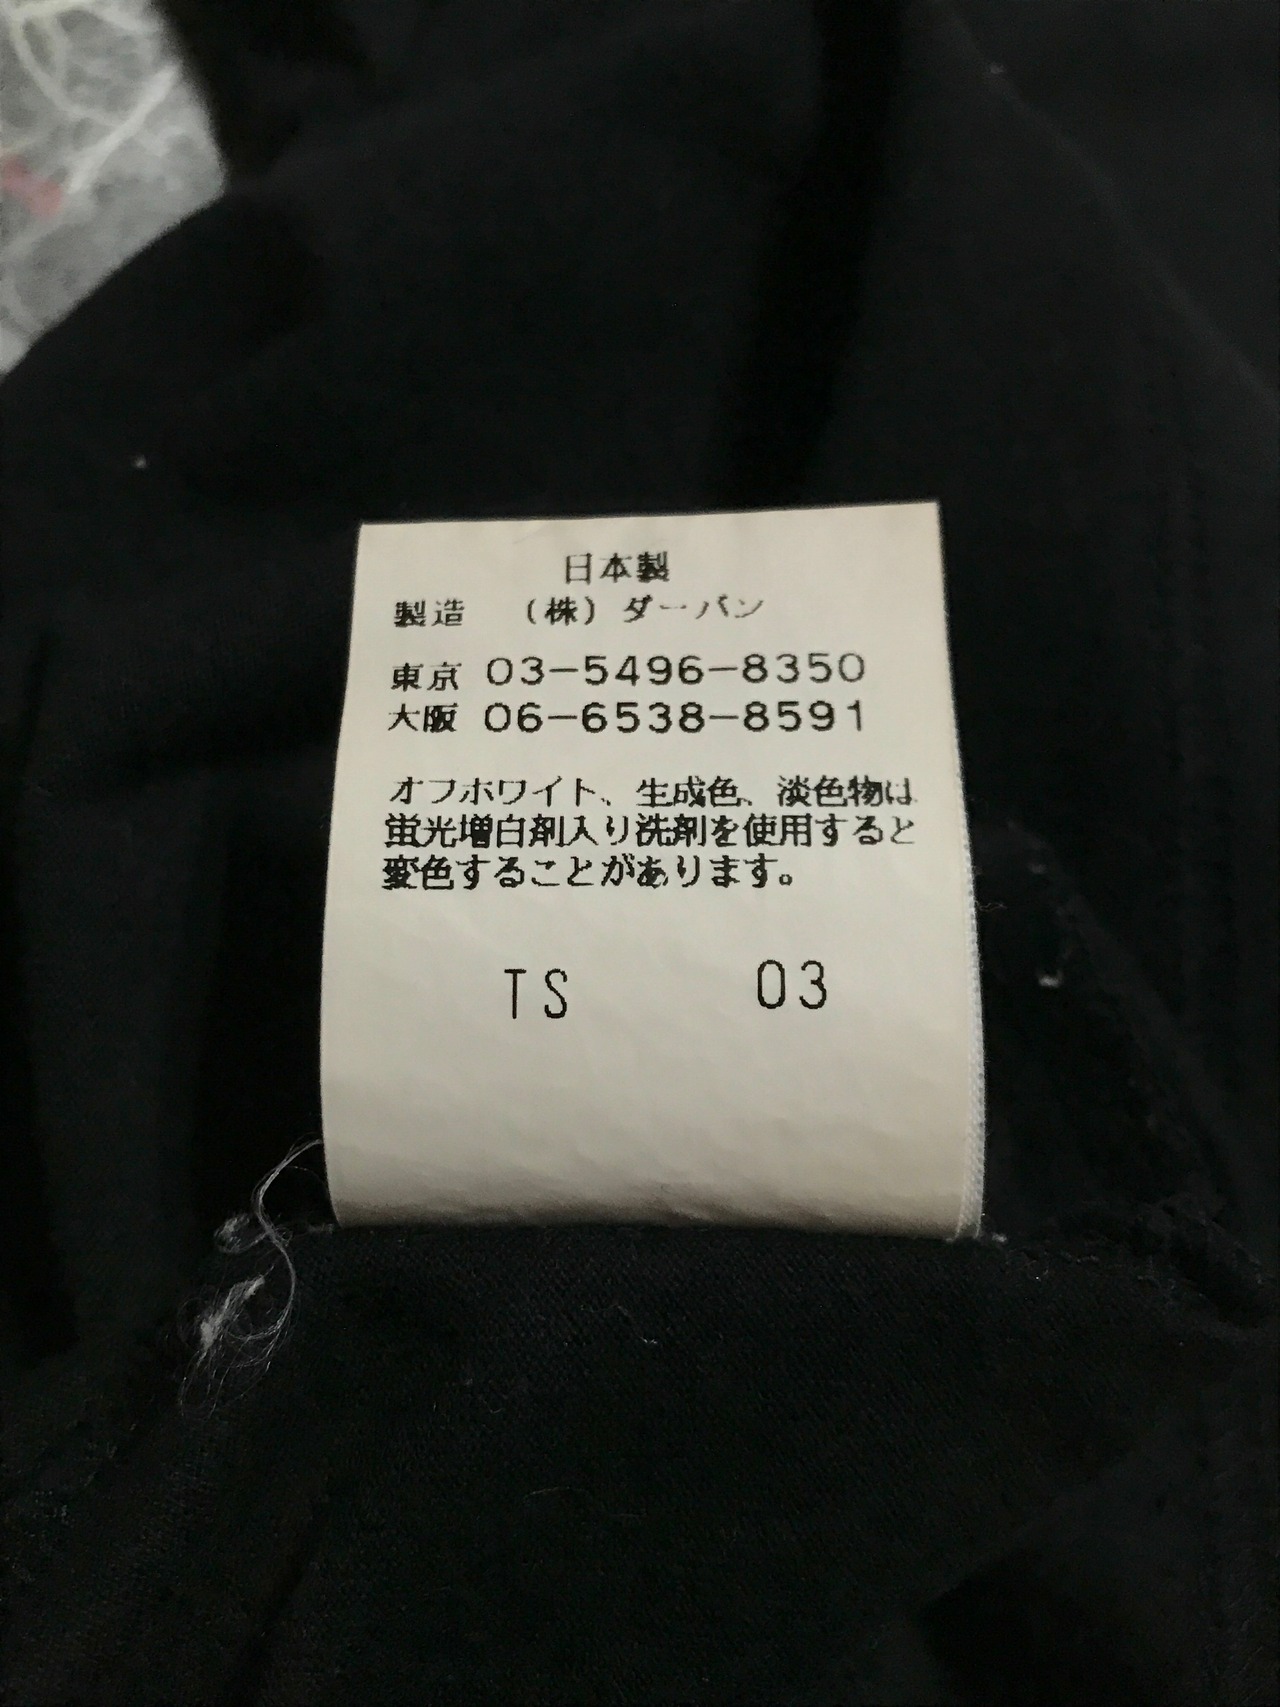 日本製
製造 (株)ダーバン
東京 03-5496-8350
大阪 06-6538-8591
オフホワイト、生成色、淡色物は
蛍光増白剤入り洗剤を使用すると
変色することがあります。
TS 03